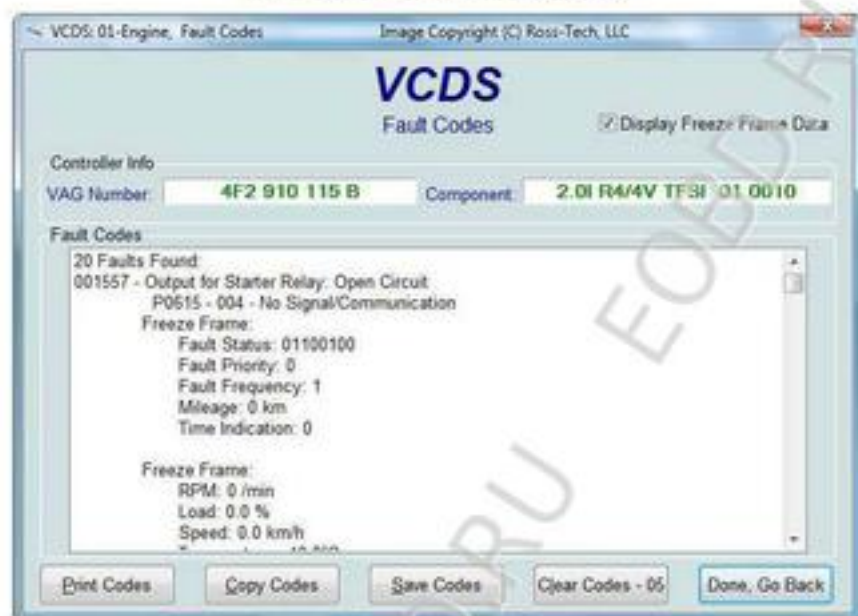 VCDS: 01-Engine, Fault Codes Image Copyright (C) Ross-Tech, LLC
VCDS
Fault Codes
Display Freeze Frame Data
Controller Info
VAG Number: 4F2 910 115 B Component: 2.0l R4/4V TFSI 01 0010
Fault Codes
20 Faults Found:
001557 - Output for Starter Relay: Open Circuit
P0615 - 004 - No Signal/Communication
Freeze Frame:
Fault Status: 01100100
Fault Priority: 0
Fault Frequency: 1
Mileage: 0 km
Time Indication: 0
Freeze Frame:
RPM: 0 /min
Load: 0.0 %
Speed: 0.0 km/h
Print Codes Copy Codes Save Codes Clear Codes - 05 Done, Go Back
EOBD RU